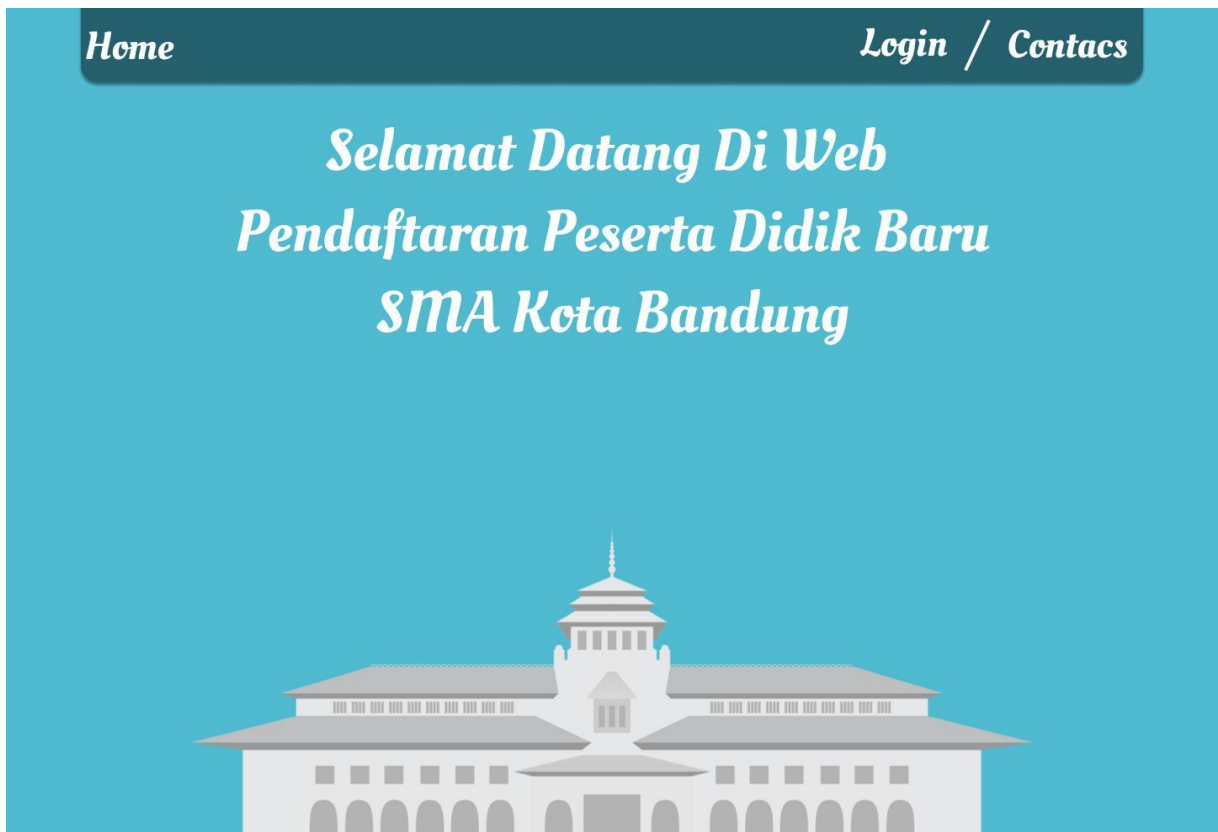 Home
Login / Contacs
Selamat Datang Di Web
Pendaftaran Peserta Didik Baru
SMA Kota Bandung